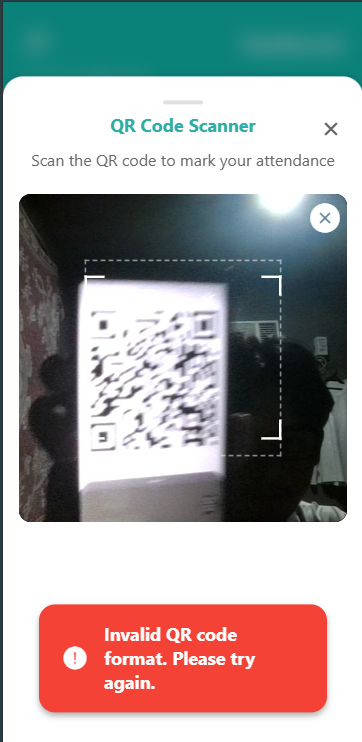 QR Code Scanner
Scan the QR code to mark your attendance
Invalid QR code
format. Please try
again.